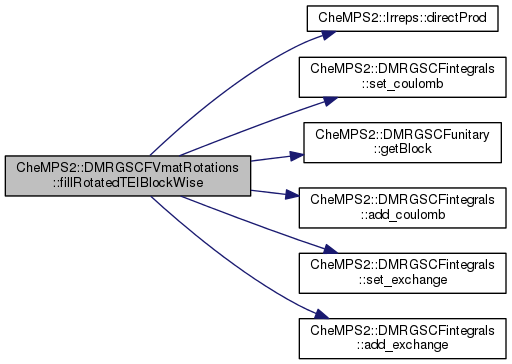 CheMPS2::Irreps::directProd
CheMPS2::DMRGSCFintegrals
::set_coulomb
CheMPS2::DMRGSCFunitary
::getBlock
CheMPS2::DMRGSCFVmatRotations
::fillRotatedTEIBlockWise
CheMPS2::DMRGSCFintegrals
::add_coulomb
CheMPS2::DMRGSCFintegrals
::set_exchange
CheMPS2::DMRGSCFintegrals
::add_exchange